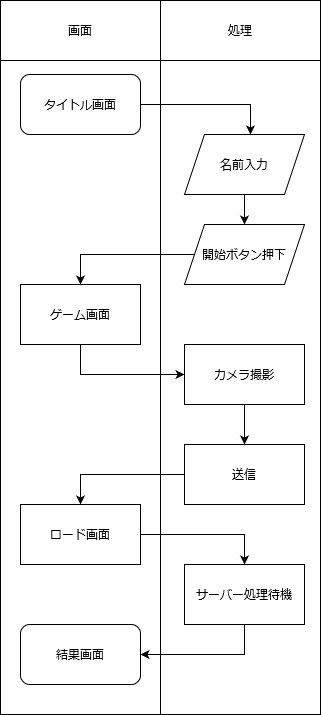 画面
処理
タイトル画面
名前入力
開始ボタン押下
ゲーム画面
カメラ撮影
送信
ロード画面
サーバー処理待機
結果画面